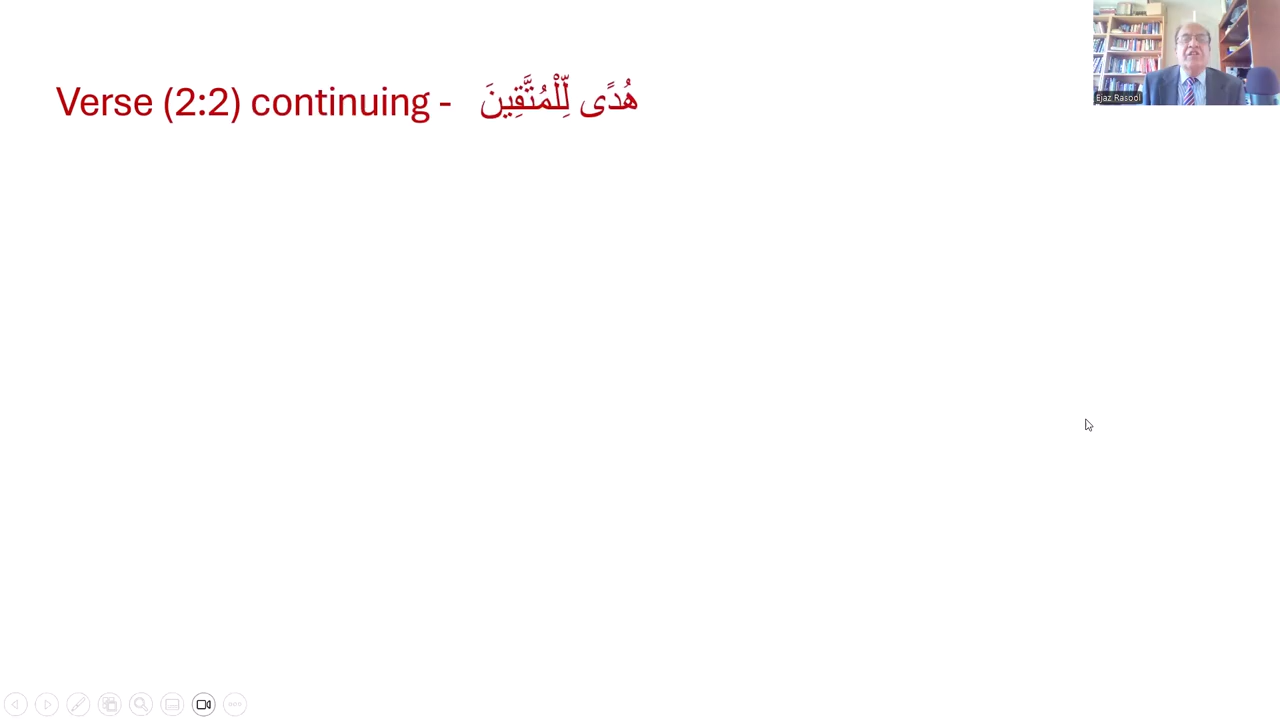 Verse (2:2) continuing - هُدًى لِّلْمُتَّقِينَ
Ejaz Rasool